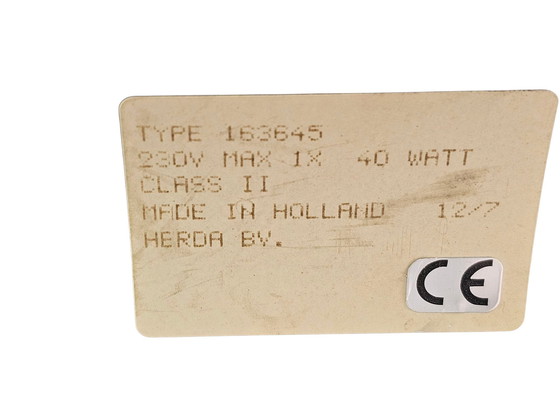 TYPE 163645
230V MAX 1X 40 WATT
CLASS II
MADE IN HOLLAND 12/7
HERDA BV.
CE